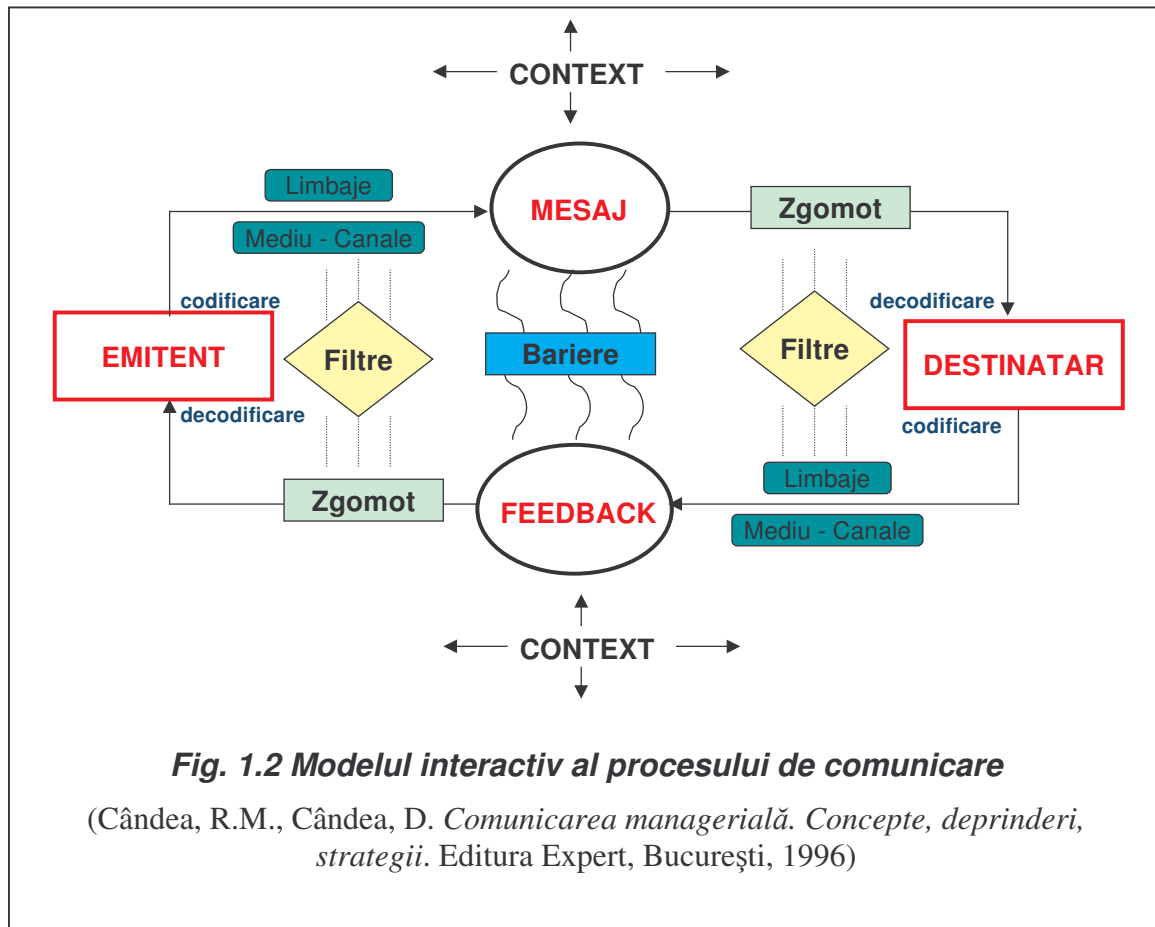 CONTEXT
Limbaje
MESAJ
Zgomot
Mediu - Canale
codificare
decodificare
EMITENT
Filtre
Bariere
Filtre
DESTINATAR
decodificare
codificare
Limbaje
Zgomot
FEEDBACK
Mediu - Canale
CONTEXT
Fig. 1.2 Modelul interactiv al procesului de comunicare
(Cândea, R.M., Cândea, D. Comunicarea managerială. Concepte, deprinderi,
strategii. Editura Expert, Bucureşti, 1996)